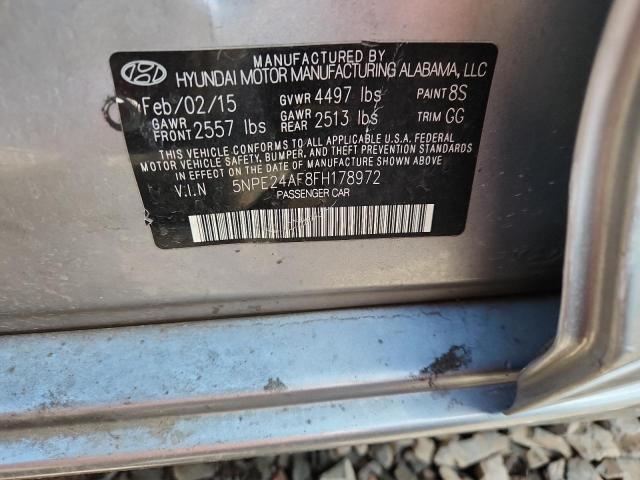 MANUFACTURED BY
HYUNDAI MOTOR MANUFACTURING ALABAMA, LLC
Feb/02/15 GVWR 4497 lbs PAINT 8S
GAWR FRONT 2557 lbs GAWR REAR 2513 lbs TRIM GG
THIS VEHICLE CONFORMS TO ALL APPLICABLE U.S.A. FEDERAL
MOTOR VEHICLE SAFETY, BUMPER, AND THEFT PREVENTION STANDARDS
IN EFFECT ON THE DATE OF MANUFACTURE SHOWN ABOVE.
V.I.N 5NPE24AF8FH178972
PASSENGER CAR